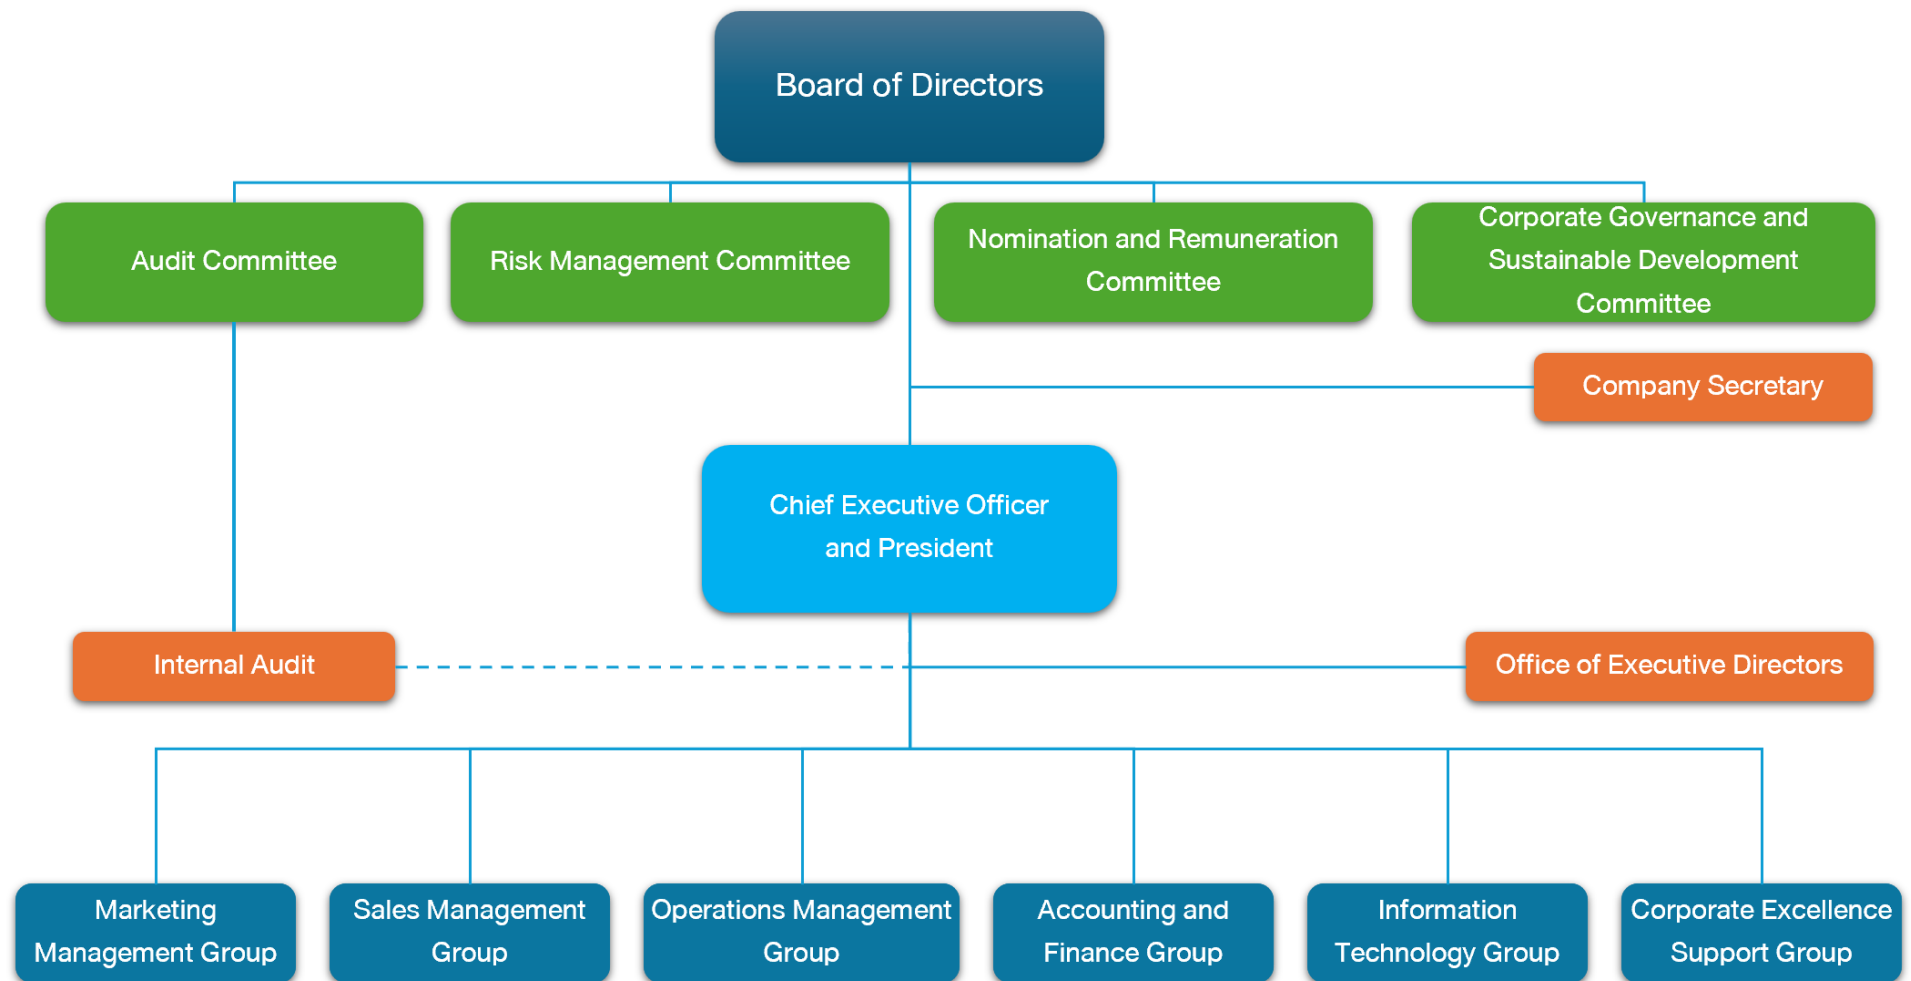 Board of Directors
Audit Committee
Risk Management Committee
Nomination and Remuneration
Committee
Corporate Governance and
Sustainable Development
Committee
Company Secretary
Chief Executive Officer
and President
Internal Audit
Office of Executive Directors
Marketing
Management Group
Sales Management
Group
Operations Management
Group
Accounting and
Finance Group
Information
Technology Group
Corporate Excellence
Support Group